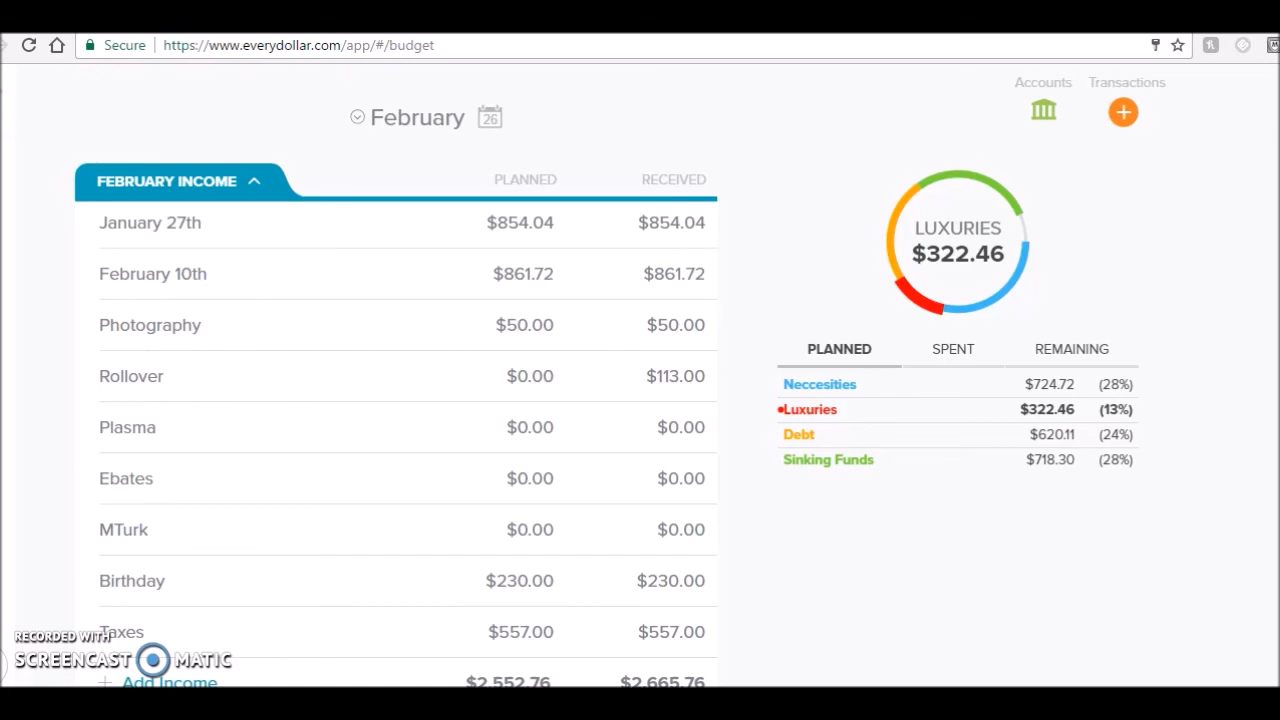 Secure https://www.everydollar.com/app/#/budget
Accounts Transactions
February 26
FEBRUARY INCOME PLANNED RECEIVED
January 27th $854.04 $854.04
February 10th $861.72 $861.72
Photography $50.00 $50.00
Rollover $0.00 $113.00
Plasma $0.00 $0.00
Ebates $0.00 $0.00
MTurk $0.00 $0.00
Birthday $230.00 $230.00
Taxes $557.00 $557.00
Add Income $2,552.76 $2,665.76
LUXURIES
$322.46
PLANNED SPENT REMAINING
Neccesities $724.72 (28%)
Luxuries $322.46 (13%)
Debt $620.11 (24%)
Sinking Funds $718.30 (28%)
RECORDED WITH
SCREENCAST MATIC